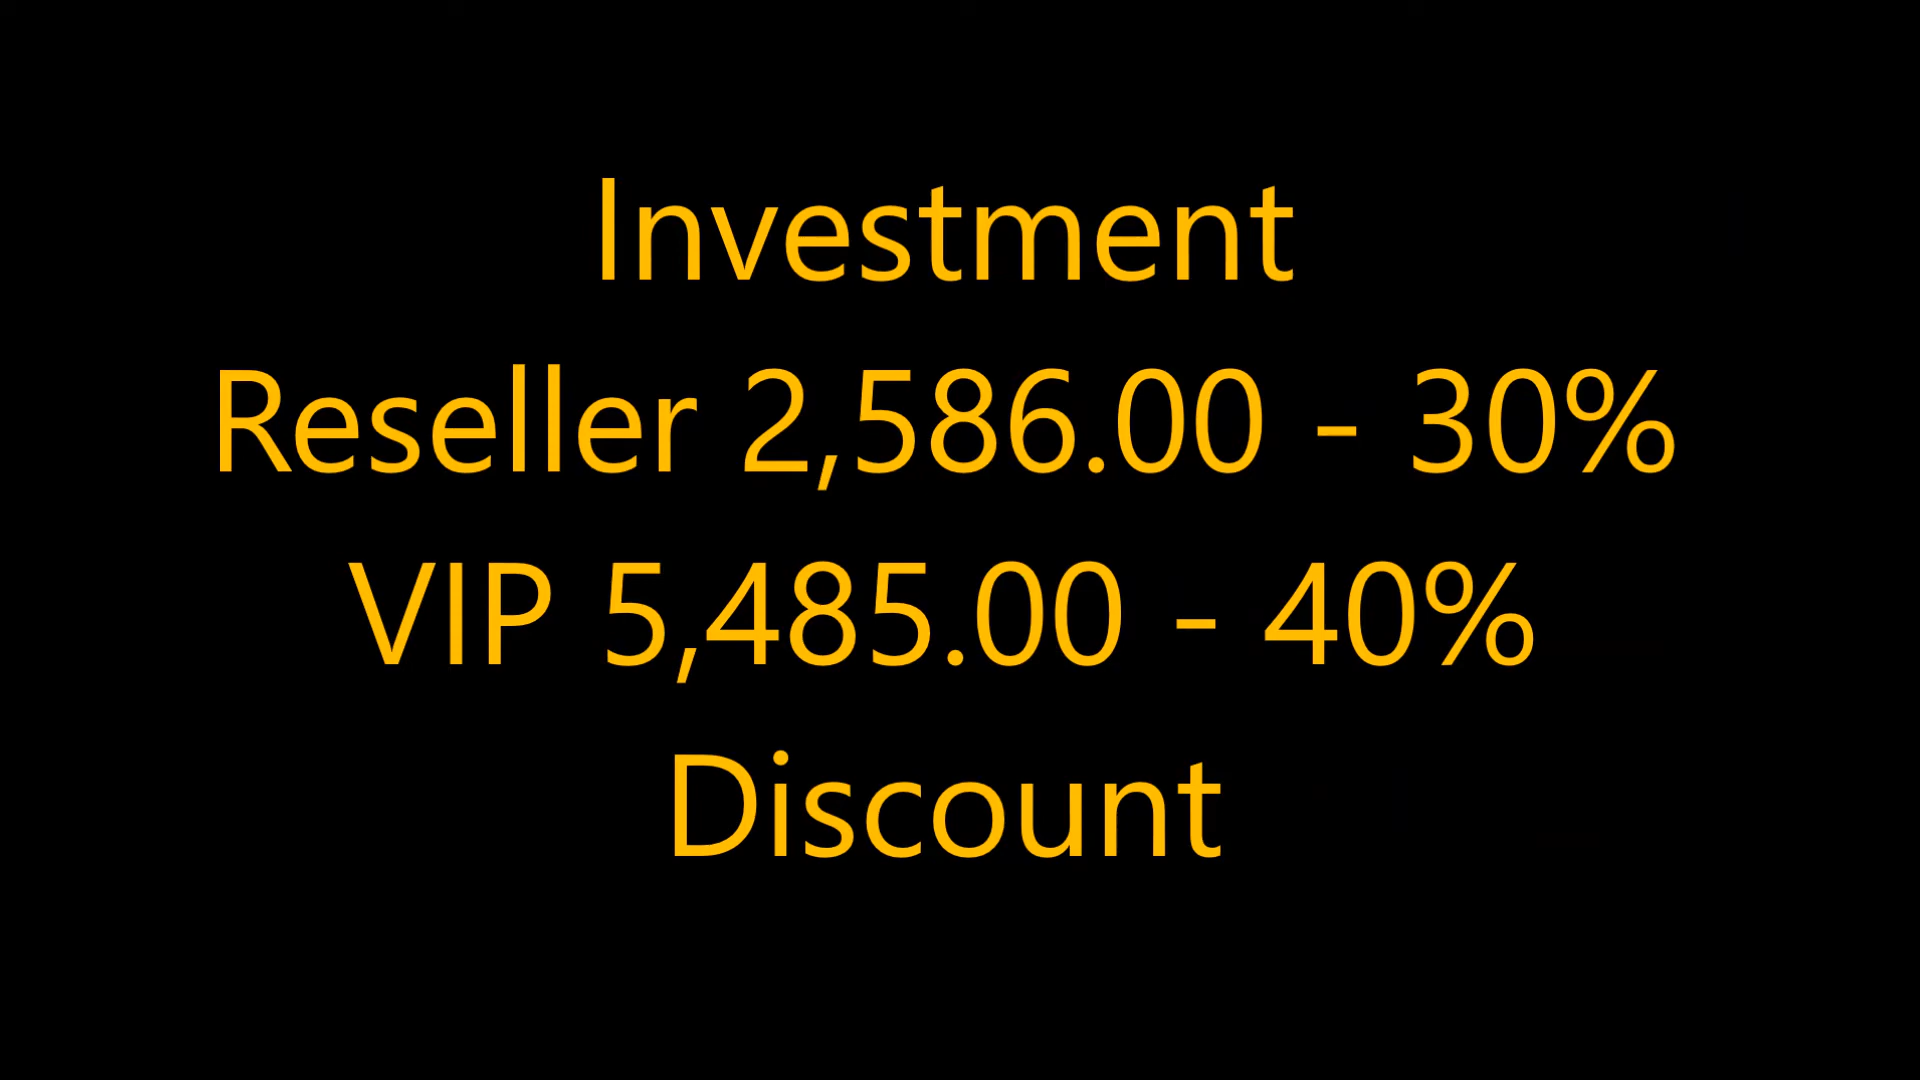 Investment
Reseller 2,586.00 - 30%
VIP 5,485.00 - 40%
Discount